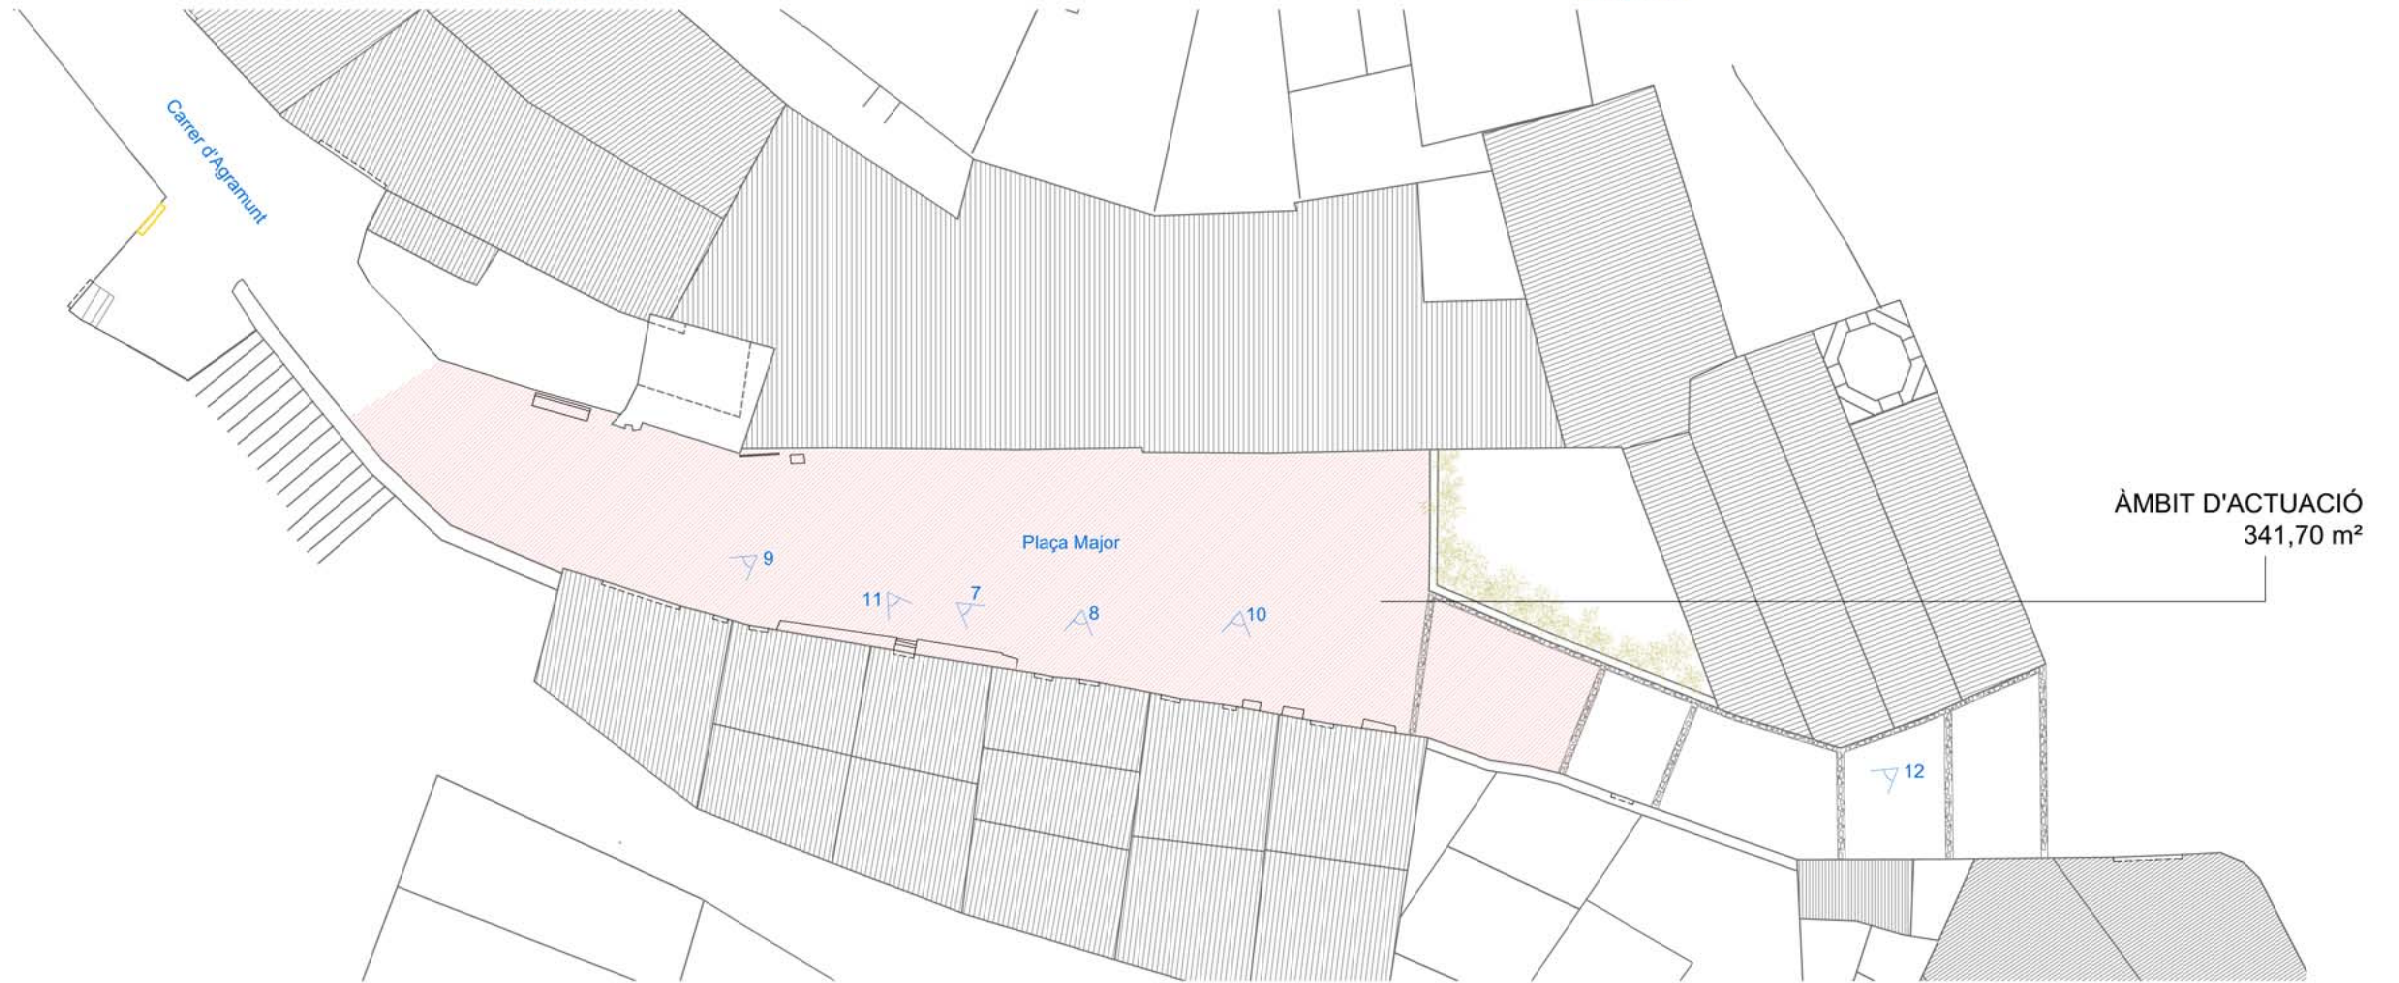 Carrer d'Agramunt
ÀMBIT D'ACTUACIÓ
341,70 m²
Plaça Major
9
11
7
8
10
12